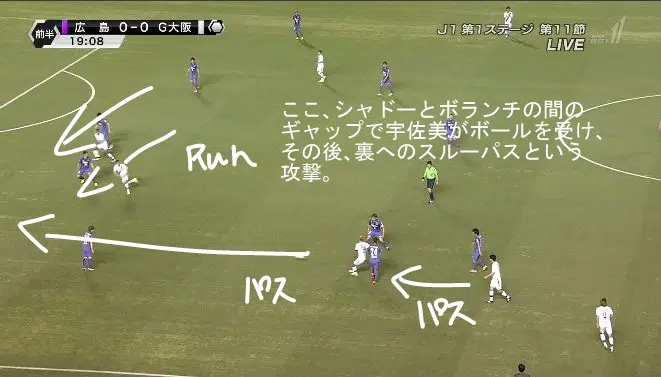 前半 広島 0-0 G大阪
19:08
J1 第1ステージ 第11節
LIVE
ここ、シャドーとボランチの間の
ギャップで宇佐美がボールを受け、
その後、裏へのスルーパスという
攻撃。
Run
パス
パス